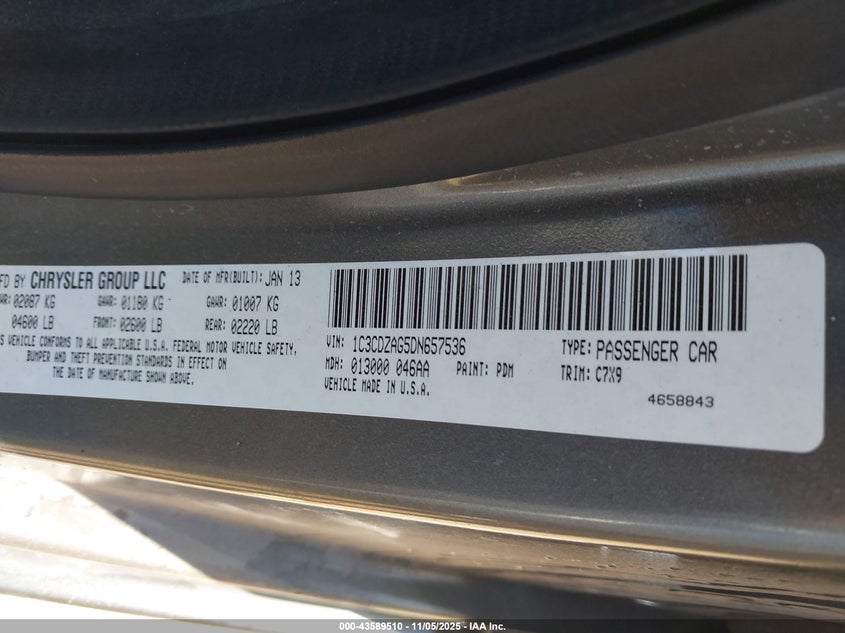 FD BY CHRYSLER GROUP LLC DATE OF MFR(BUILT): JAN 13
WR: 02087 KG GAWR: 01180 KG GAWR: 01007 KG
04600 LB FRONT: 02600 LB REAR: 02220 LB
S VEHICLE CONFORMS TO ALL APPLICABLE U.S.A. FEDERAL MOTOR VEHICLE SAFETY,
BUMPER AND THEFT PREVENTION STANDARDS IN EFFECT ON
THE DATE OF MANUFACTURE SHOWN ABOVE.
VIN: 1C3CDZAG5DN657536 TYPE: PASSENGER CAR
MDH: 013000 046AA PAINT: PDM TRIM: C7X9
VEHICLE MADE IN U.S.A.
4658843
000-43589510 | 11/05/2025 - IAA Inc.